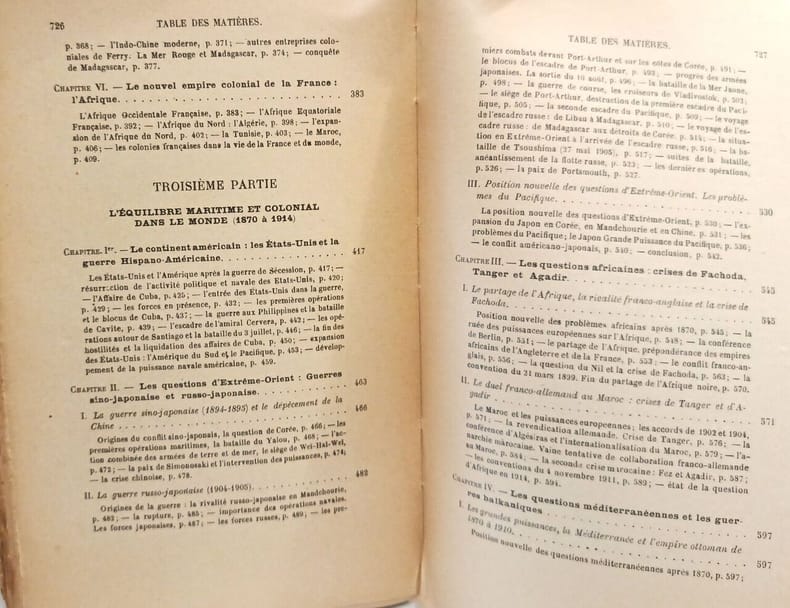 726
TABLE DES MATIÈRES.
p. 368; — l'Indo-Chine moderne, p. 371; — autres entreprises colo-
niales de Ferry. La Mer Rouge et Madagascar, p. 374; — conquête
de Madagascar, p. 377.
CHAPITRE VI. — Le nouvel empire colonial de la France :
l'Afrique. . . . . . . . . . . . . . . . . . . . . 383
L'Afrique Occidentale Française, p. 383; — l'Afrique Equatoriale
Française, p. 392; — l'Afrique du Nord : l'Algérie, p. 398; — l'expan-
sion de l'Afrique du Nord, p. 402; — la Tunisie, p. 403; — le Maroc,
p. 406; — les colonies françaises dans la vie de la France et du monde,
p. 409.
TROISIÈME PARTIE
L'ÉQUILIBRE MARITIME ET COLONIAL
DANS LE MONDE (1870 à 1914)
CHAPITRE Ier. — Le continent américain : les États-Unis et la
guerre Hispano-Américaine. . . . . . . . . . . . . 417
Les États-Unis et l'Amérique après la guerre de Sécession, p. 417; —
résurrection de l'activité politique et navale des Etats-Unis, p. 420;
— l'Affaire de Cuba, p. 425; — l'entrée des Etats-Unis dans la guerre,
p. 429; — les forces en présence, p. 432; — les premières opérations
et le blocus de Cuba, p. 437; — la guerre aux Philippines et la bataille
de Cavite, p. 439; — l'escadre de l'amiral Cervera, p. 442; — les opé-
rations autour de Santiago et la bataille du 3 juillet, p. 446; — la fin des
hostilités et la liquidation des affaires de Cuba, p. 450; — expansion
des États-Unis : l'Amérique du Sud et le Pacifique, p. 453; — dévelop-
pement de la puissance navale américaine, p. 459.
CHAPITRE II. — Les questions d'Extrême-Orient : Guerres
sino-japonaise et russo-japonaise. . . . . . . . . . 463
I. La guerre sino-japonaise (1894-1895) et le dépècement de la
Chine . . . . . . . . . . . . . . . . . . . . . . 466
Origines du conflit sino-japonais, la question de Corée, p. 466; — les
premières opérations maritimes, la bataille du Yalou, p. 468; — l'ac-
tion combinée des armées de terre et de mer, le siège de Wei-Haï-Weï,
p. 472; — la paix de Simonosaki et l'intervention des puissances, p. 474;
— la crise chinoise, p. 478.
II. La guerre russo-japonaise (1904-1905). . . . . . . . . . 482
Origines de la guerre : la rivalité russo-japonaise en Mandchourie,
p. 482; — la rupture, p. 485; — importance des opérations navales.
Les forces japonaises, p. 487; — les forces russes, p. 489; — les pre-
TABLE DES MATIÈRES.
727
miers combats devant Port-Arthur et sur les côtes de Corée, p. 491; —
le blocus de l'escadre de Port-Arthur, p. 493; — progrès des armées
japonaises. La sortie du 10 août, p. 496; — la bataille de la Mer Jaune,
p. 498; — la guerre de course, les croiseurs de Vladivostok, p. 503;
— le siège de Port-Arthur, destruction de la première escadre du Paci-
fique, p. 505; — la seconde escadre du Pacifique, p. 509; — le voyage
de l'escadre russe : de Libau à Madagascar, p. 510; — le voyage de l'es-
cadre russe : de Madagascar aux détroits de Corée, p. 514; — la situa-
tion en Extrême-Orient à l'arrivée de l'escadre russe, p. 516; — la ba-
taille de Tsoushima (27 mai 1905), p. 517; — suites de la bataille,
anéantissement de la flotte russe, p. 523; — les dernières opérations,
p. 526; — la paix de Portsmouth, p. 527.
III. Position nouvelle des questions d'Extrême-Orient. Les problè-
mes du Pacifique. . . . . . . . . . . . . . . . . . 530
La position nouvelle des questions d'Extrême-Orient, p. 530; — l'ex-
pansion du Japon en Corée, en Mandchourie et en Chine, p. 531; — les
problèmes du Pacifique; le Japon Grande Puissance du Pacifique, p. 536;
— le conflit américano-japonais, p. 540; — conclusion, p. 542.
CHAPITRE III. — Les questions africaines : crises de Fachoda,
Tanger et Agadir. . . . . . . . . . . . . . . . . . 545
I. Le partage de l'Afrique, la rivalité franco-anglaise et la crise de
Fachoda. . . . . . . . . . . . . . . . . . . . . . 545
Position nouvelle des problèmes africains après 1870, p. 545; — la
ruée des puissances européennes sur l'Afrique, p. 548; — la conférence
de Berlin, p. 551; — le partage de l'Afrique. prépondérance des empires
africains de l'Angleterre et de la France, p. 553; — le conflit franco-an-
glais, p. 556; — la question du Nil et la crise de Fachoda, p. 563; — la
convention du 21 mars 1899. Fin du partage de l'Afrique noire, p. 570.
II. Le duel franco-allemand au Maroc : crises de Tanger et d'A-
gadir . . . . . . . . . . . . . . . . . . . . . . . 571
Le Maroc et les puissances européennes; les accords de 1902 et 1904,
p. 571; — la revendication allemande. Crise de Tanger, p. 576; — la
conférence d'Algésiras et l'internationalisation du Maroc, p. 579; — l'a-
narchie marocaine. Vaine tentative de collaboration franco-allemande
au Maroc, p. 584; — la seconde crise marocaine : Fez et Agadir, p. 587;
— les conventions du 4 novembre 1911, p. 589; — état de la question
d'Afrique en 1914, p. 594.
CHAPITRE IV. — Les questions méditerranéennes et les guer-
res balkaniques . . . . . . . . . . . . . . . . . . 597
I. Les grandes puissances, la Méditerranée et l'empire ottoman de
1870 à 1910. . . . . . . . . . . . . . . . . . . . 597
Position nouvelle des questions méditerranéennes après 1870, p. 597;